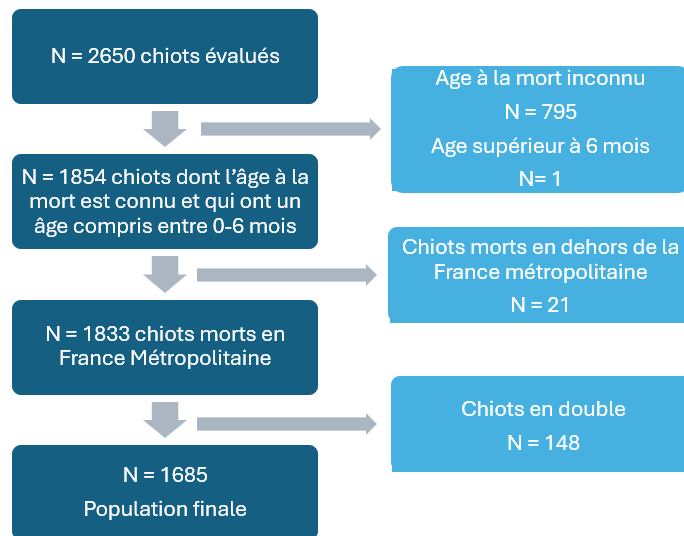 N = 2650 chiots évalués
Age à la mort inconnu
N = 795
Age supérieur à 6 mois
N= 1
N = 1854 chiots dont l'âge à la
mort est connu et qui ont un
âge compris entre 0-6 mois
Chiots morts en dehors de la
France métropolitaine
N = 21
N = 1833 chiots morts en
France Métropolitaine
Chiots en double
N = 148
N = 1685
Population finale